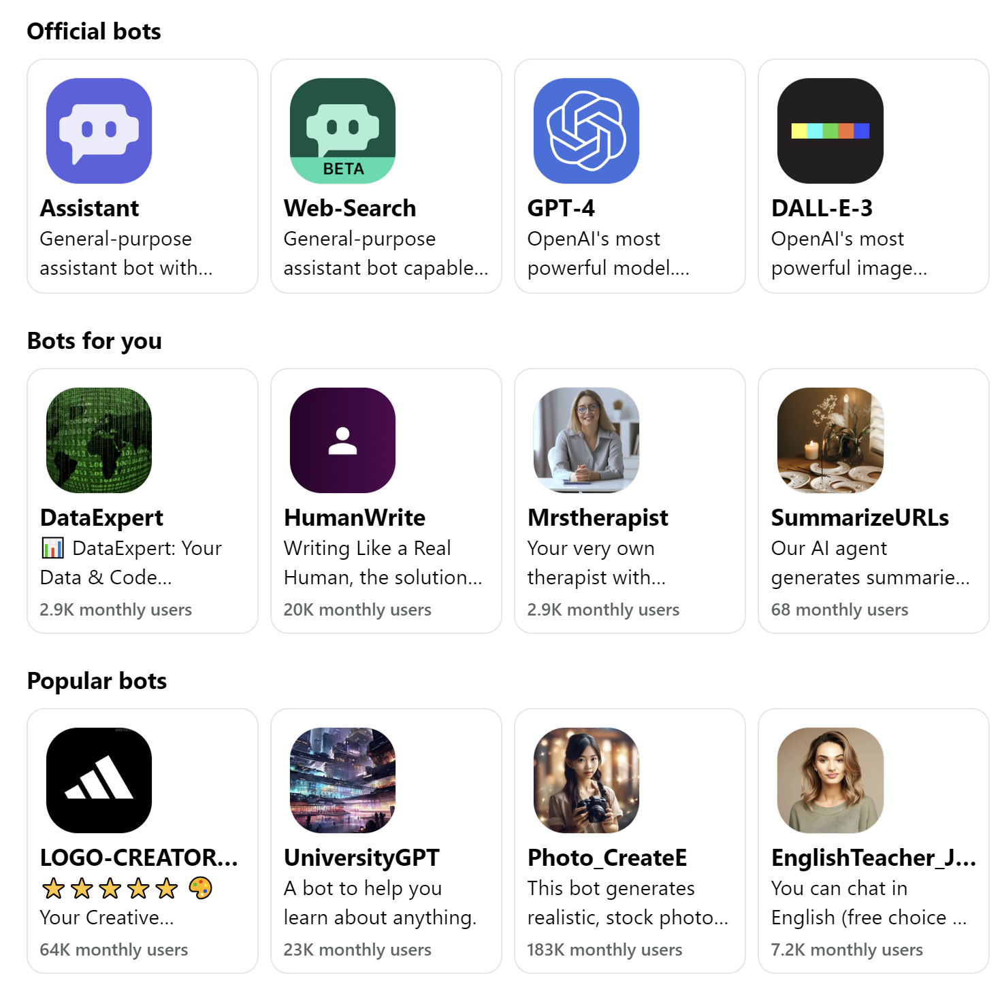 Official bots
BETA
Assistant
General-purpose
assistant bot with...
Web-Search
General-purpose
assistant bot capable...
GPT-4
OpenAI's most
powerful model....
DALL-E-3
OpenAI's most
powerful image...
Bots for you
DataExpert
📊 DataExpert: Your
Data & Code...
2.9K monthly users
HumanWrite
Writing Like a Real
Human, the solution...
20K monthly users
Mrstherapist
Your very own
therapist with...
2.9K monthly users
SummarizeURLs
Our AI agent
generates summarie...
68 monthly users
Popular bots
LOGO-CREATOR...
⭐⭐⭐⭐⭐ 🎨
Your Creative...
64K monthly users
UniversityGPT
A bot to help you
learn about anything.
23K monthly users
Photo_CreateE
This bot generates
realistic, stock photo...
183K monthly users
EnglishTeacher_J...
You can chat in
English (free choice ...
7.2K monthly users